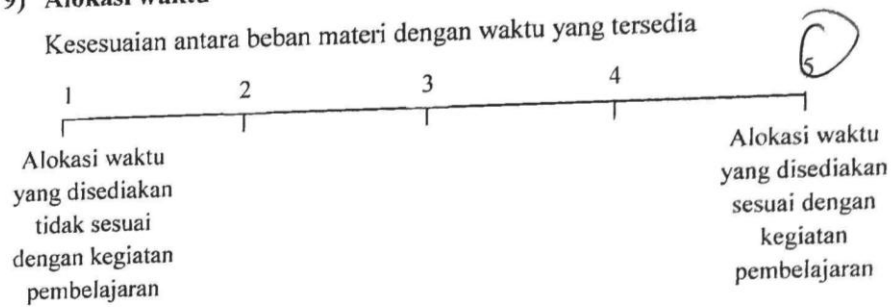 9) Alokasi waktu
Kesesuaian antara beban materi dengan waktu yang tersedia
1 2 3 4 5
Alokasi waktu
yang disediakan
tidak sesuai
dengan kegiatan
pembelajaran
Alokasi waktu
yang disediakan
sesuai dengan
kegiatan
pembelajaran